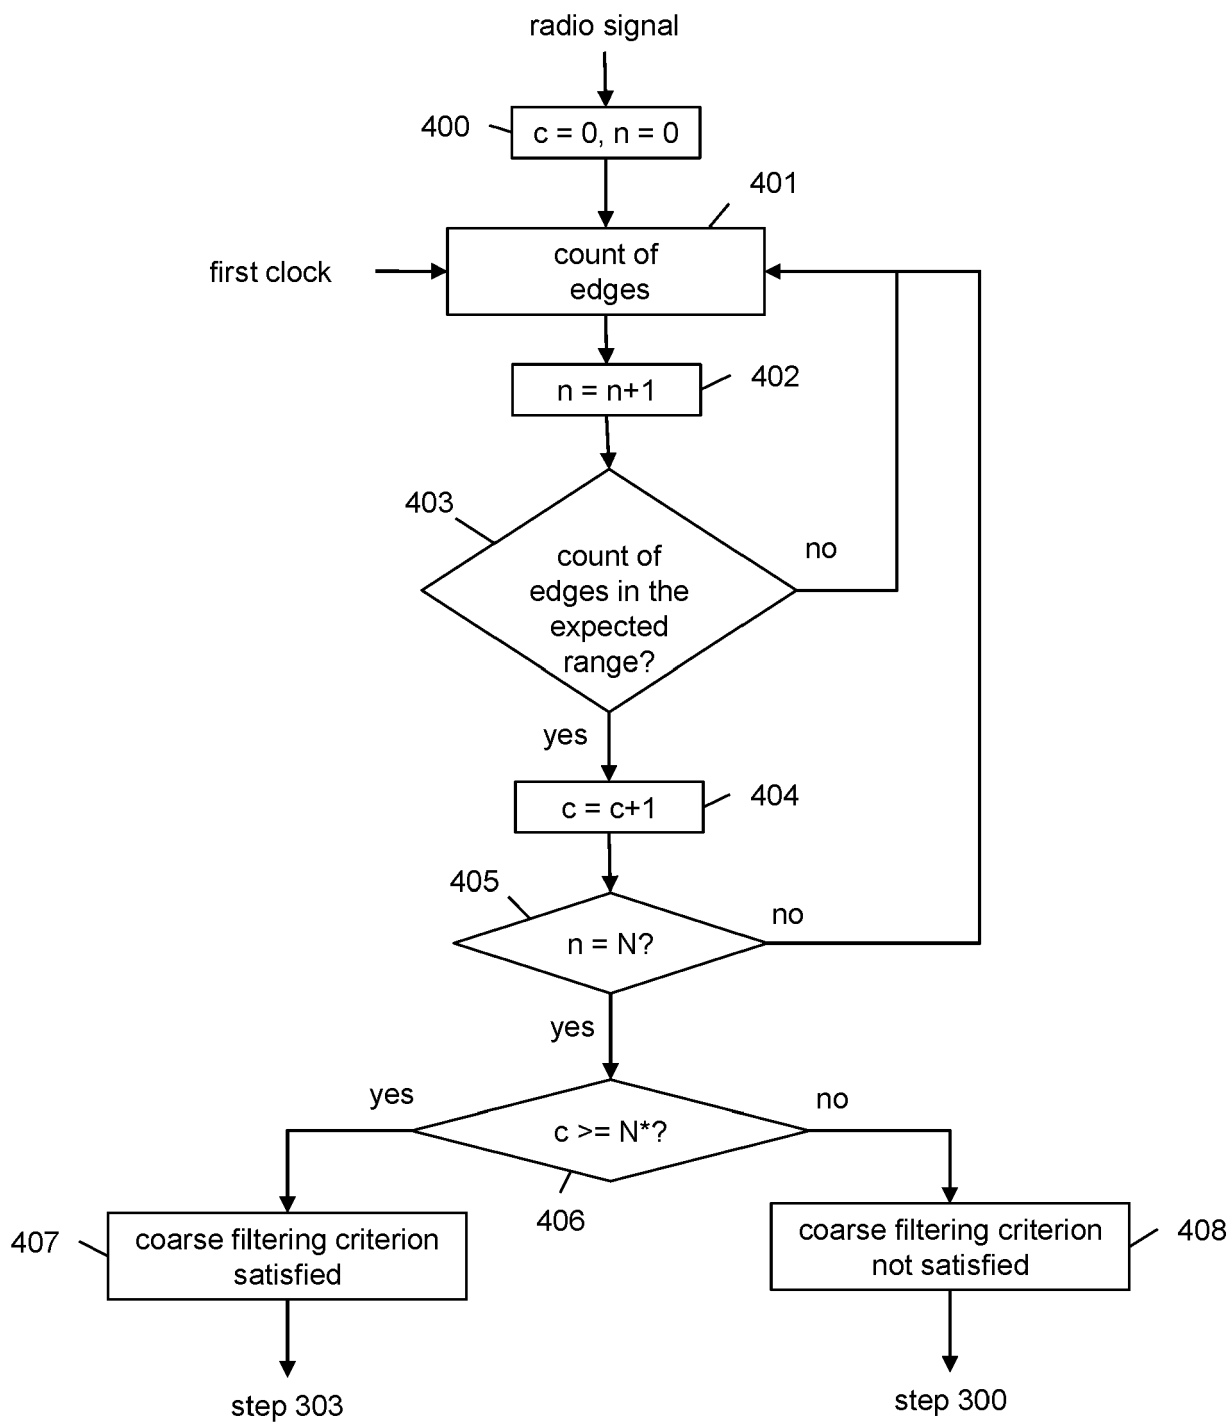 radio signal
400
c = 0, n = 0
401
first clock
count of
edges
n = n+1
402
403
no
count of
edges in the
expected
range?
yes
c = c+1
404
405
no
n = N?
yes
yes
no
c >= N*?
406
407
coarse filtering criterion
satisfied
coarse filtering criterion
not satisfied
408
step 303
step 300